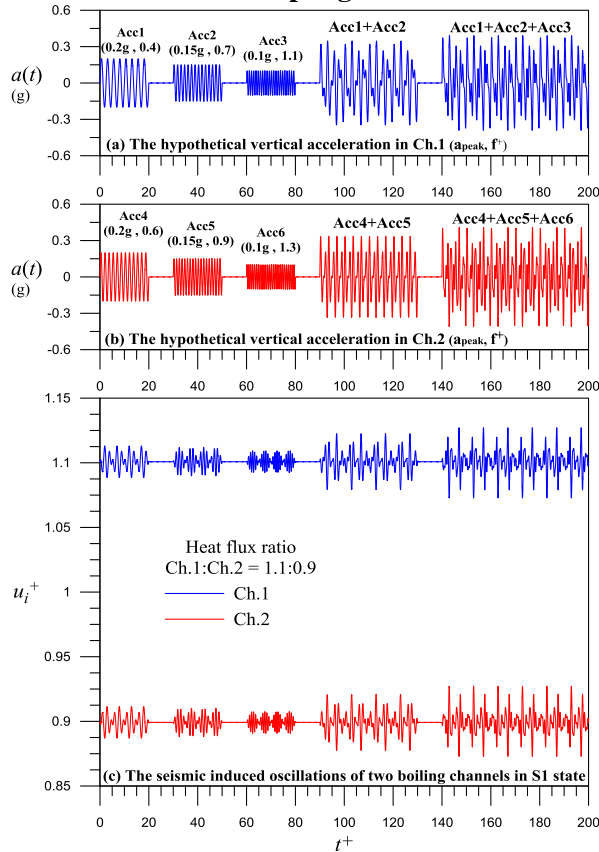 0.6
0.3
0
-0.3
-0.6
a(t)
(g)
Acc1
(0.2g , 0.4)
Acc2
(0.15g , 0.7)
Acc3
(0.1g , 1.1)
Acc1+Acc2
Acc1+Acc2+Acc3
(a) The hypothetical vertical acceleration in Ch.1 (apeak, f⁺)
0 20 40 60 80 100 120 140 160 180 200
0.6
0.3
0
-0.3
-0.6
a(t)
(g)
Acc4
(0.2g , 0.6)
Acc5
(0.15g , 0.9)
Acc6
(0.1g , 1.3)
Acc4+Acc5
Acc4+Acc5+Acc6
(b) The hypothetical vertical acceleration in Ch.2 (apeak, f⁺)
0 20 40 60 80 100 120 140 160 180 200
1.15
1.1
1.05
1
0.95
0.9
0.85
uᵢ⁺
Heat flux ratio
Ch.1:Ch.2 = 1.1:0.9
Ch.1
Ch.2
(c) The seismic induced oscillations of two boiling channels in S1 state
0 20 40 60 80 100 120 140 160 180 200
t⁺